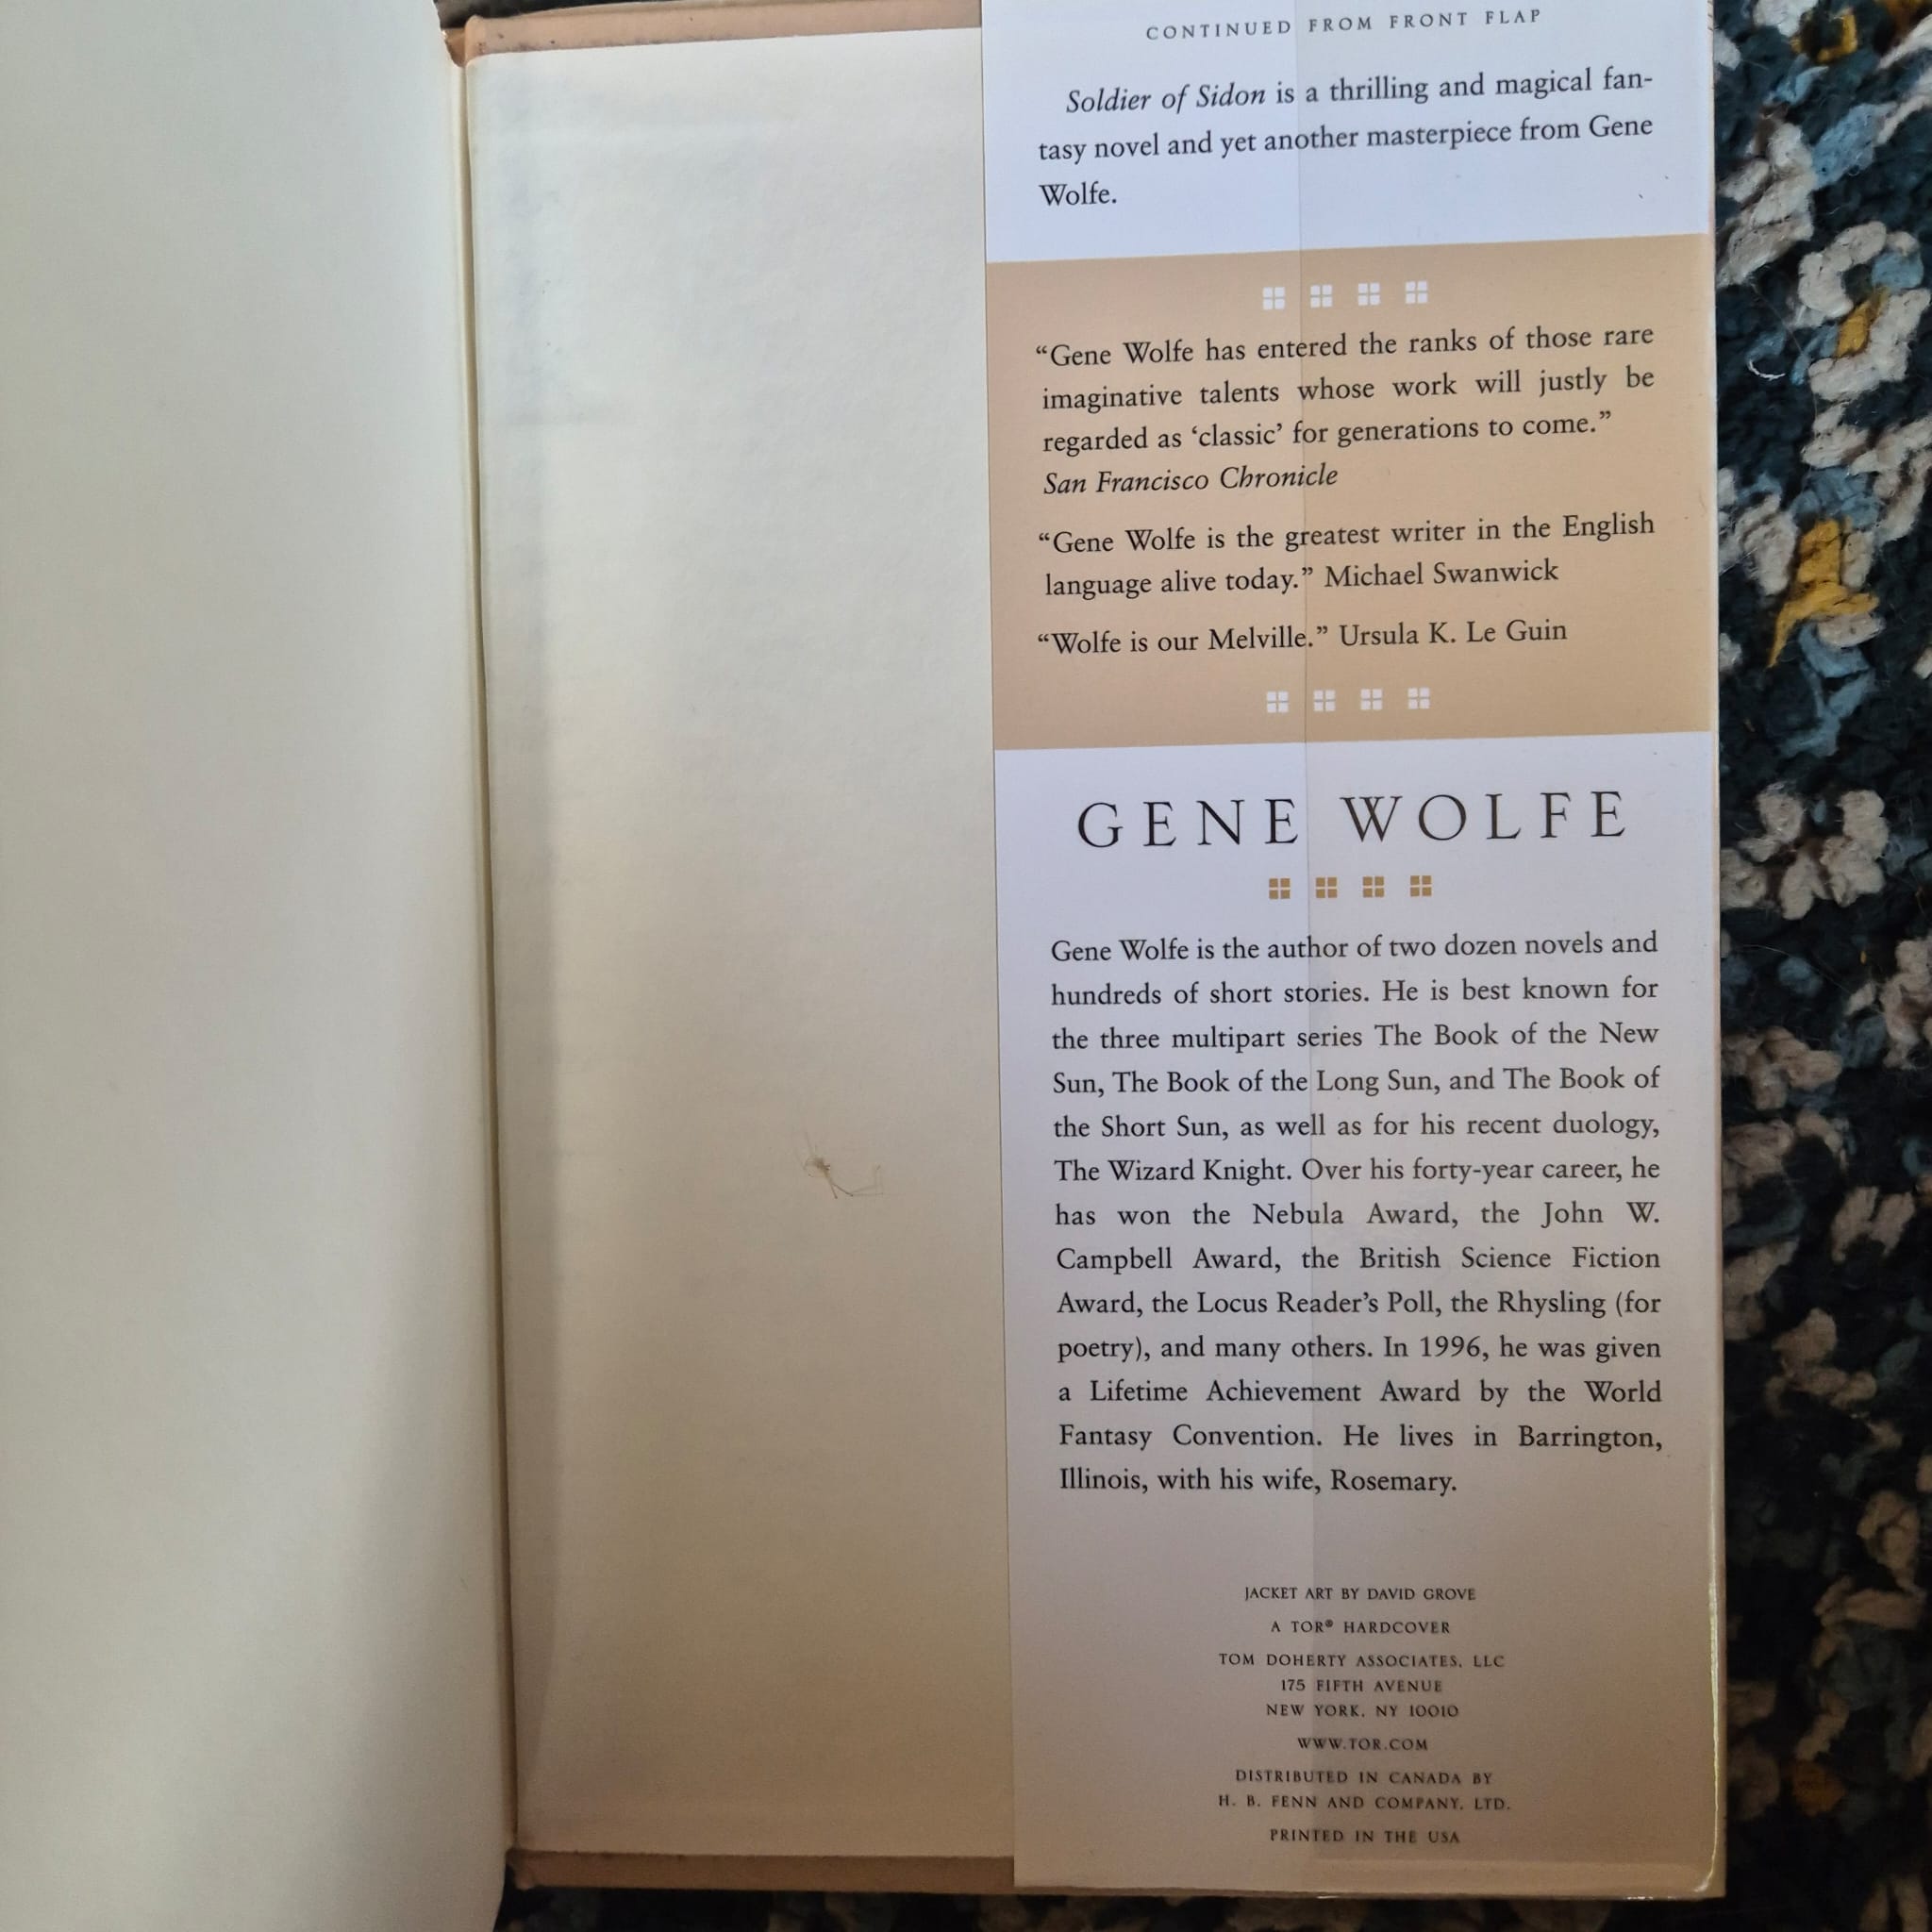 CONTINUED FROM FRONT FLAP
Soldier of Sidon is a thrilling and magical fan-
tasy novel and yet another masterpiece from Gene
Wolfe.
“Gene Wolfe has entered the ranks of those rare
imaginative talents whose work will justly be
regarded as ‘classic’ for generations to come.”
San Francisco Chronicle
“Gene Wolfe is the greatest writer in the English
language alive today.” Michael Swanwick
“Wolfe is our Melville.” Ursula K. Le Guin
GENE WOLFE
Gene Wolfe is the author of two dozen novels and
hundreds of short stories. He is best known for
the three multipart series The Book of the New
Sun, The Book of the Long Sun, and The Book of
the Short Sun, as well as for his recent duology,
The Wizard Knight. Over his forty-year career, he
has won the Nebula Award, the John W.
Campbell Award, the British Science Fiction
Award, the Locus Reader’s Poll, the Rhysling (for
poetry), and many others. In 1996, he was given
a Lifetime Achievement Award by the World
Fantasy Convention. He lives in Barrington,
Illinois, with his wife, Rosemary.
JACKET ART BY DAVID GROVE
A TOR® HARDCOVER
TOM DOHERTY ASSOCIATES, LLC
175 FIFTH AVENUE
NEW YORK, NY 10010
WWW.TOR.COM
DISTRIBUTED IN CANADA BY
H. B. FENN AND COMPANY, LTD.
PRINTED IN THE USA